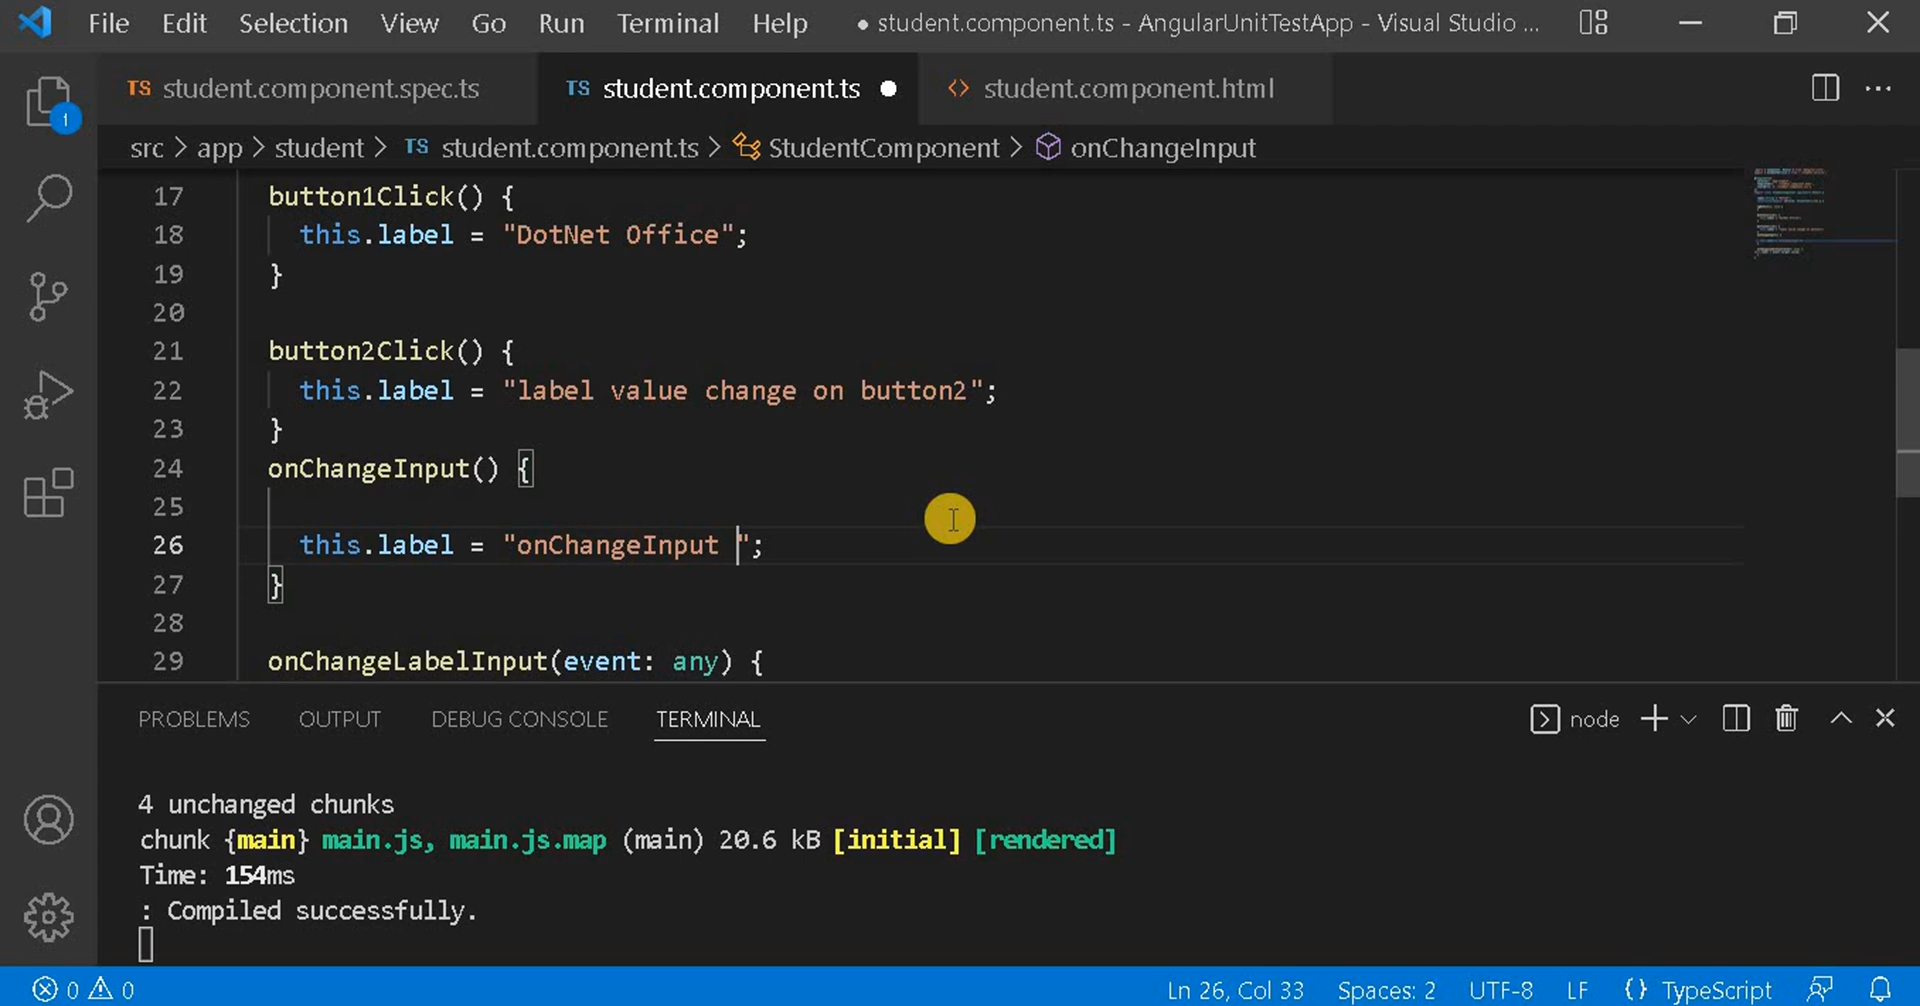 File Edit Selection View Go Run Terminal Help ● student.component.ts - AngularUnitTestApp - Visual Studio ...
TS student.component.spec.ts TS student.component.ts ● <> student.component.html ...
1
src > app > student > TS student.component.ts > StudentComponent > onChangeInput
17 button1Click() {
18 this.label = "DotNet Office";
19 }
20
21 button2Click() {
22 this.label = "label value change on button2";
23 }
24 onChangeInput() {
25
26 this.label = "onChangeInput ";
27 }
28
29 onChangeLabelInput(event: any) {
PROBLEMS OUTPUT DEBUG CONSOLE TERMINAL node
4 unchanged chunks
chunk {main} main.js, main.js.map (main) 20.6 kB [initial] [rendered]
Time: 154ms
: Compiled successfully.
0 0 Ln 26, Col 33 Spaces: 2 UTF-8 LF {} TypeScript